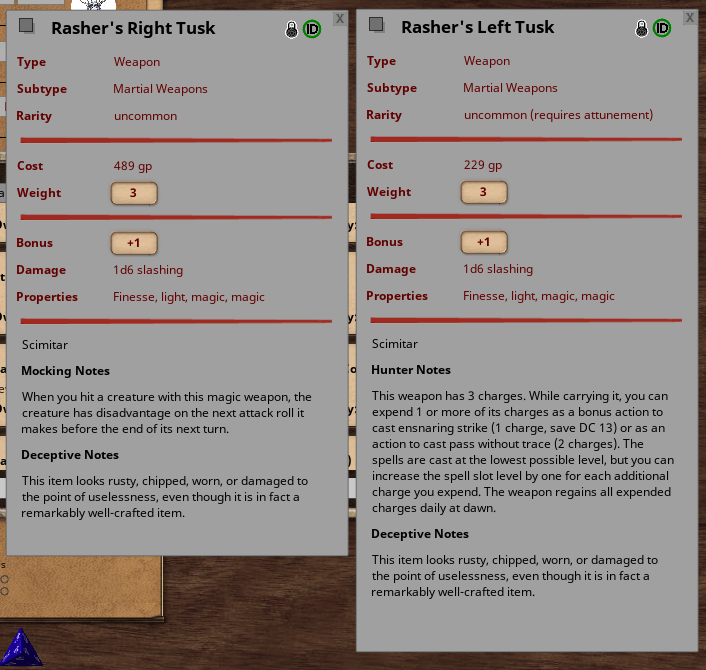 Rasher's Right Tusk
ID
X
Type Weapon
Subtype Martial Weapons
Rarity uncommon
Cost 489 gp
Weight 3
Bonus +1
Damage 1d6 slashing
Properties Finesse, light, magic, magic
Scimitar
Mocking Notes
When you hit a creature with this magic weapon, the
creature has disadvantage on the next attack roll it
makes before the end of its next turn.
Deceptive Notes
This item looks rusty, chipped, worn, or damaged to
the point of uselessness, even though it is in fact a
remarkably well-crafted item.
Rasher's Left Tusk
ID
X
Type Weapon
Subtype Martial Weapons
Rarity uncommon (requires attunement)
Cost 229 gp
Weight 3
Bonus +1
Damage 1d6 slashing
Properties Finesse, light, magic, magic
Scimitar
Hunter Notes
This weapon has 3 charges. While carrying it, you can
expend 1 or more of its charges as a bonus action to
cast ensnaring strike (1 charge, save DC 13) or as an
action to cast pass without trace (2 charges). The
spells are cast at the lowest possible level, but you can
increase the spell slot level by one for each additional
charge you expend. The weapon regains all expended
charges daily at dawn.
Deceptive Notes
This item looks rusty, chipped, worn, or damaged to
the point of uselessness, even though it is in fact a
remarkably well-crafted item.